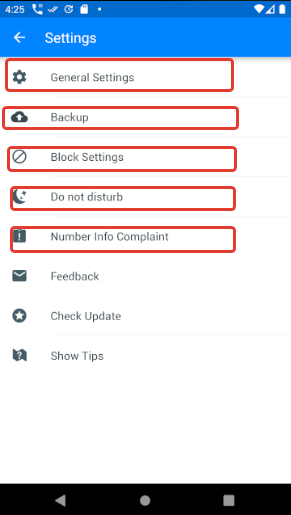 4:25
Settings
General Settings
Backup
Block Settings
Do not disturb
Number Info Complaint
Feedback
Check Update
Show Tips